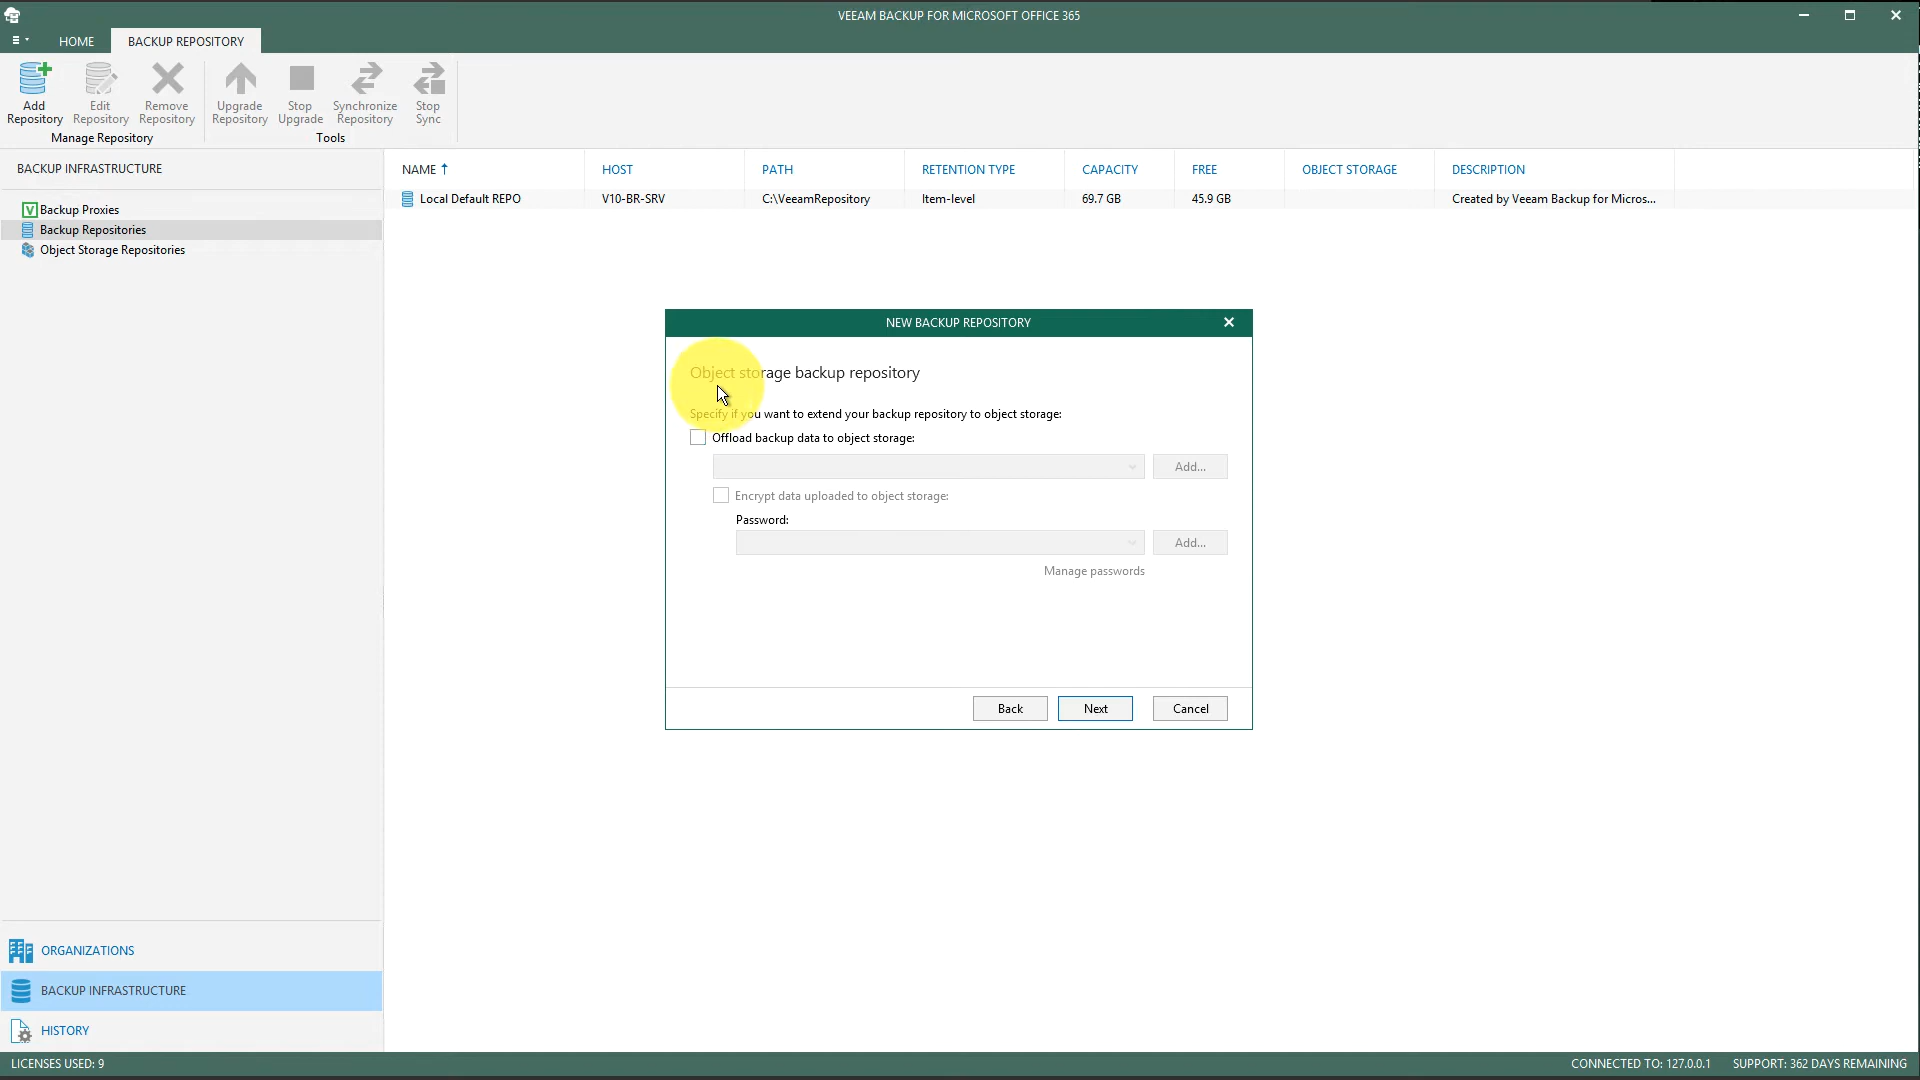 VEEAM BACKUP FOR MICROSOFT OFFICE 365
HOME
BACKUP REPOSITORY
Add Repository
Edit Repository
Remove Repository
Upgrade Repository
Stop Upgrade
Synchronize Repository
Stop Sync
Manage Repository
Tools
BACKUP INFRASTRUCTURE
Backup Proxies
Backup Repositories
Object Storage Repositories
NAME HOST PATH RETENTION TYPE CAPACITY FREE OBJECT STORAGE DESCRIPTION
Local Default REPO V10-BR-SRV C:\VeeamRepository Item-level 69.7 GB 45.9 GB Created by Veeam Backup for Micros...
NEW BACKUP REPOSITORY
Object storage backup repository
Specify if you want to extend your backup repository to object storage:
Offload backup data to object storage:
Add...
Encrypt data uploaded to object storage:
Password:
Add...
Manage passwords
Back
Next
Cancel
ORGANIZATIONS
BACKUP INFRASTRUCTURE
HISTORY
LICENSES USED: 9
CONNECTED TO: 127.0.0.1
SUPPORT: 362 DAYS REMAINING